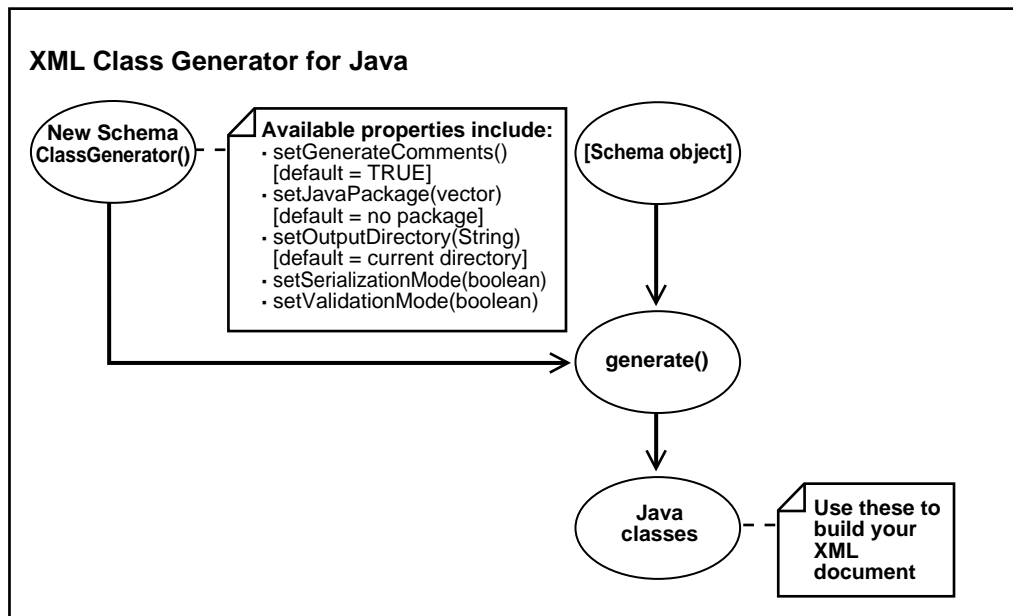 XML Class Generator for Java
New Schema
ClassGenerator()
Available properties include:
· setGenerateComments()
[default = TRUE]
· setJavaPackage(vector)
[default = no package]
· setOutputDirectory(String)
[default = current directory]
· setSerializationMode(boolean)
· setValidationMode(boolean)
[Schema object]
generate()
Java
classes
Use these to
build your
XML
document